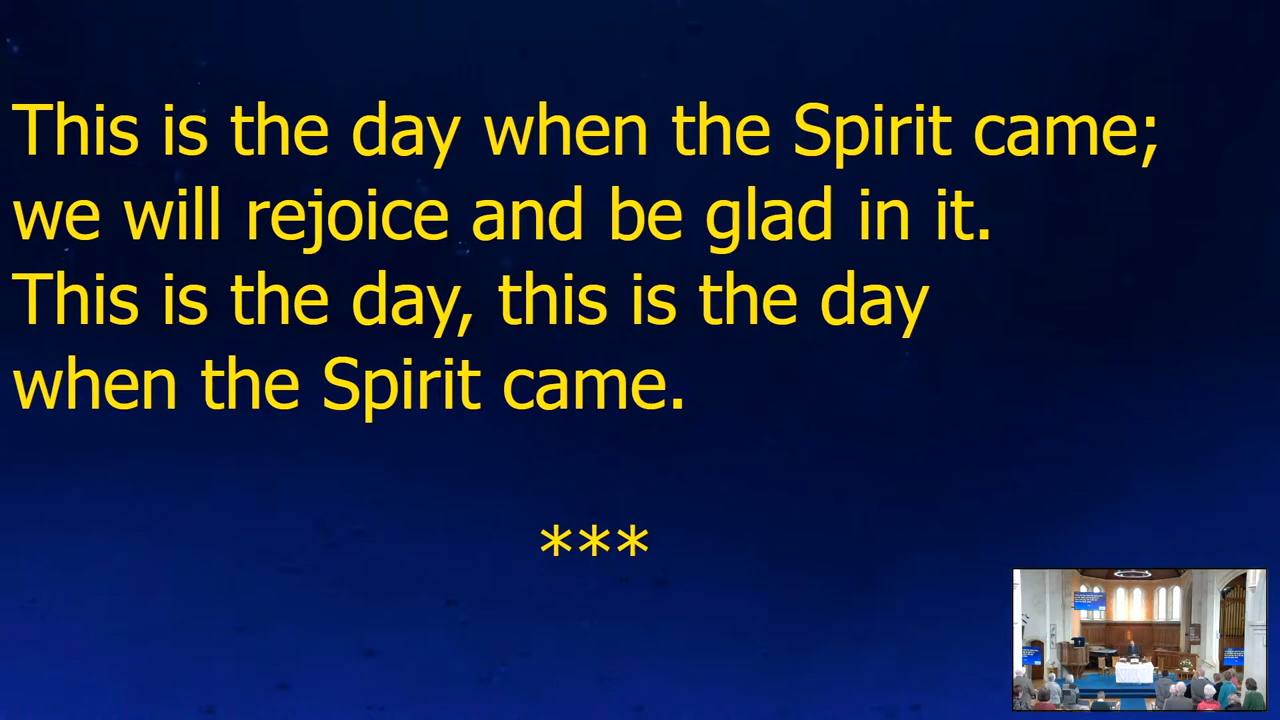 This is the day when the Spirit came;
we will rejoice and be glad in it.
This is the day, this is the day
when the Spirit came.
***